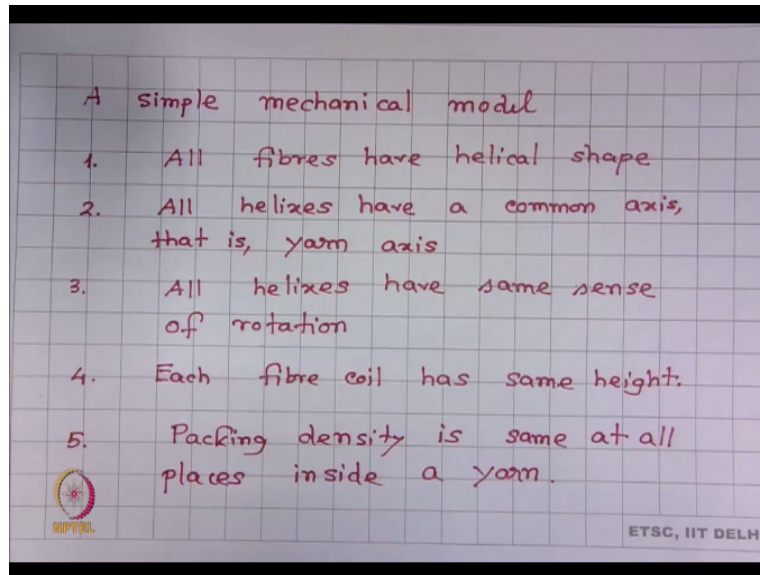 A simple mechanical model
1. All fibres have helical shape
2. All helixes have a common axis,
that is, yarn axis
3. All helixes have same sense
of rotation
4. Each fibre coil has same height.
5. Packing density is same at all
places inside a yarn.
NPTEL
ETSC, IIT DELH